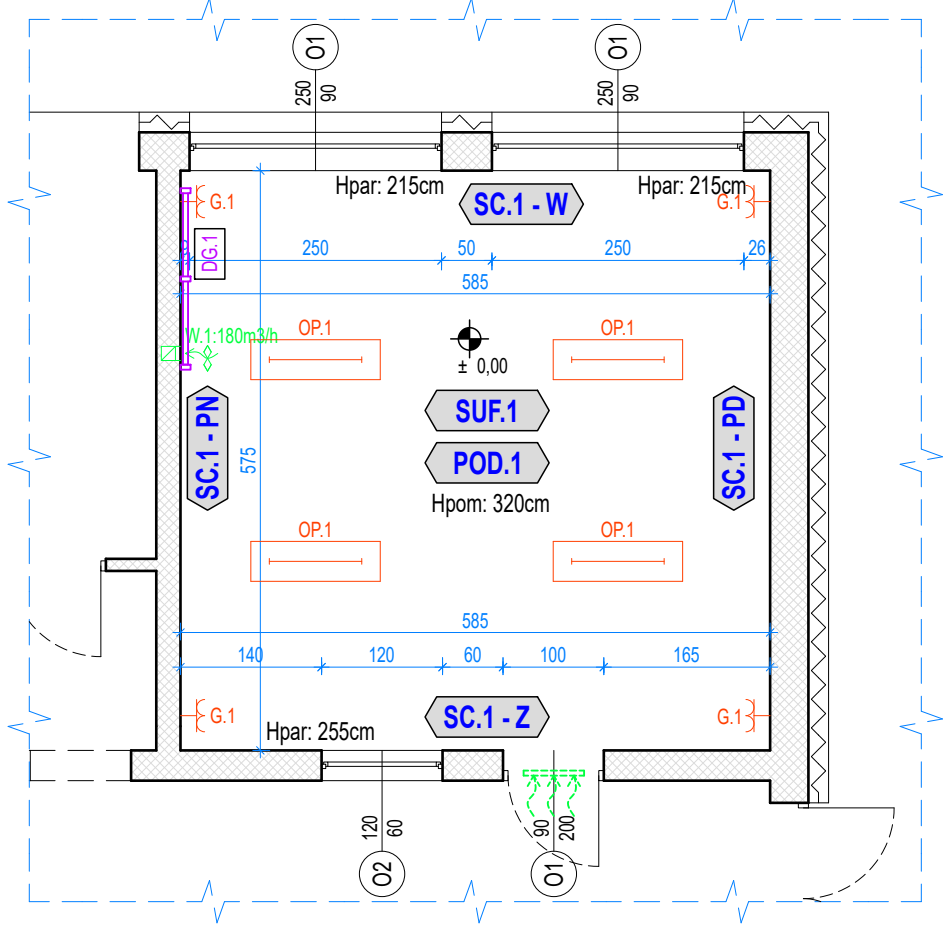 O1
O1
250
90
250
90
Hpar: 215cm
Hpar: 215cm
SC.1 - W
G.1
G.1
DG.1
250
50
250
26
585
W.1:180m3/h
OP.1
OP.1
± 0,00
SUF.1
SC.1 - PN
SC.1 - PD
575
POD.1
Hpom: 320cm
OP.1
OP.1
585
140
120
60
100
165
G.1
SC.1 - Z
G.1
Hpar: 255cm
120
60
90
200
O2
O1